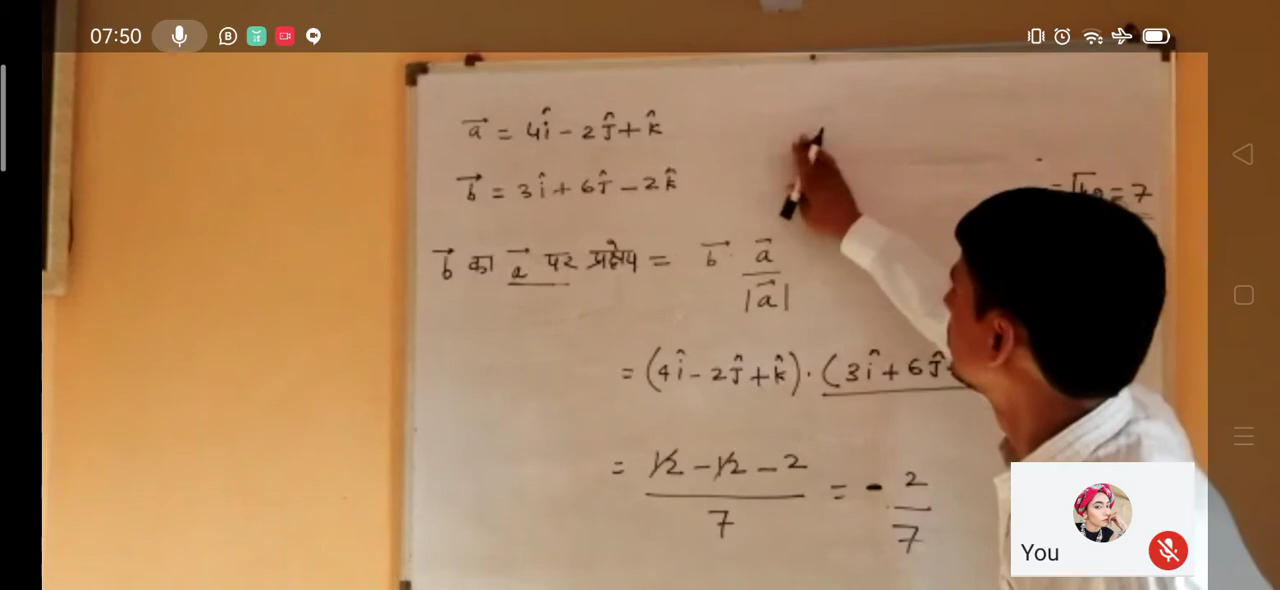 07:50
a⃗ = 4î - 2ĵ + k̂
b⃗ = 3î + 6ĵ - 2k̂
= 7
b⃗ का a⃗ पर प्रक्षेप = b⃗ · a⃗ / |a⃗|
= (4î - 2ĵ + k̂) · (3î + 6ĵ
= 12 - 12 - 2 / 7 = - 2 / 7
You